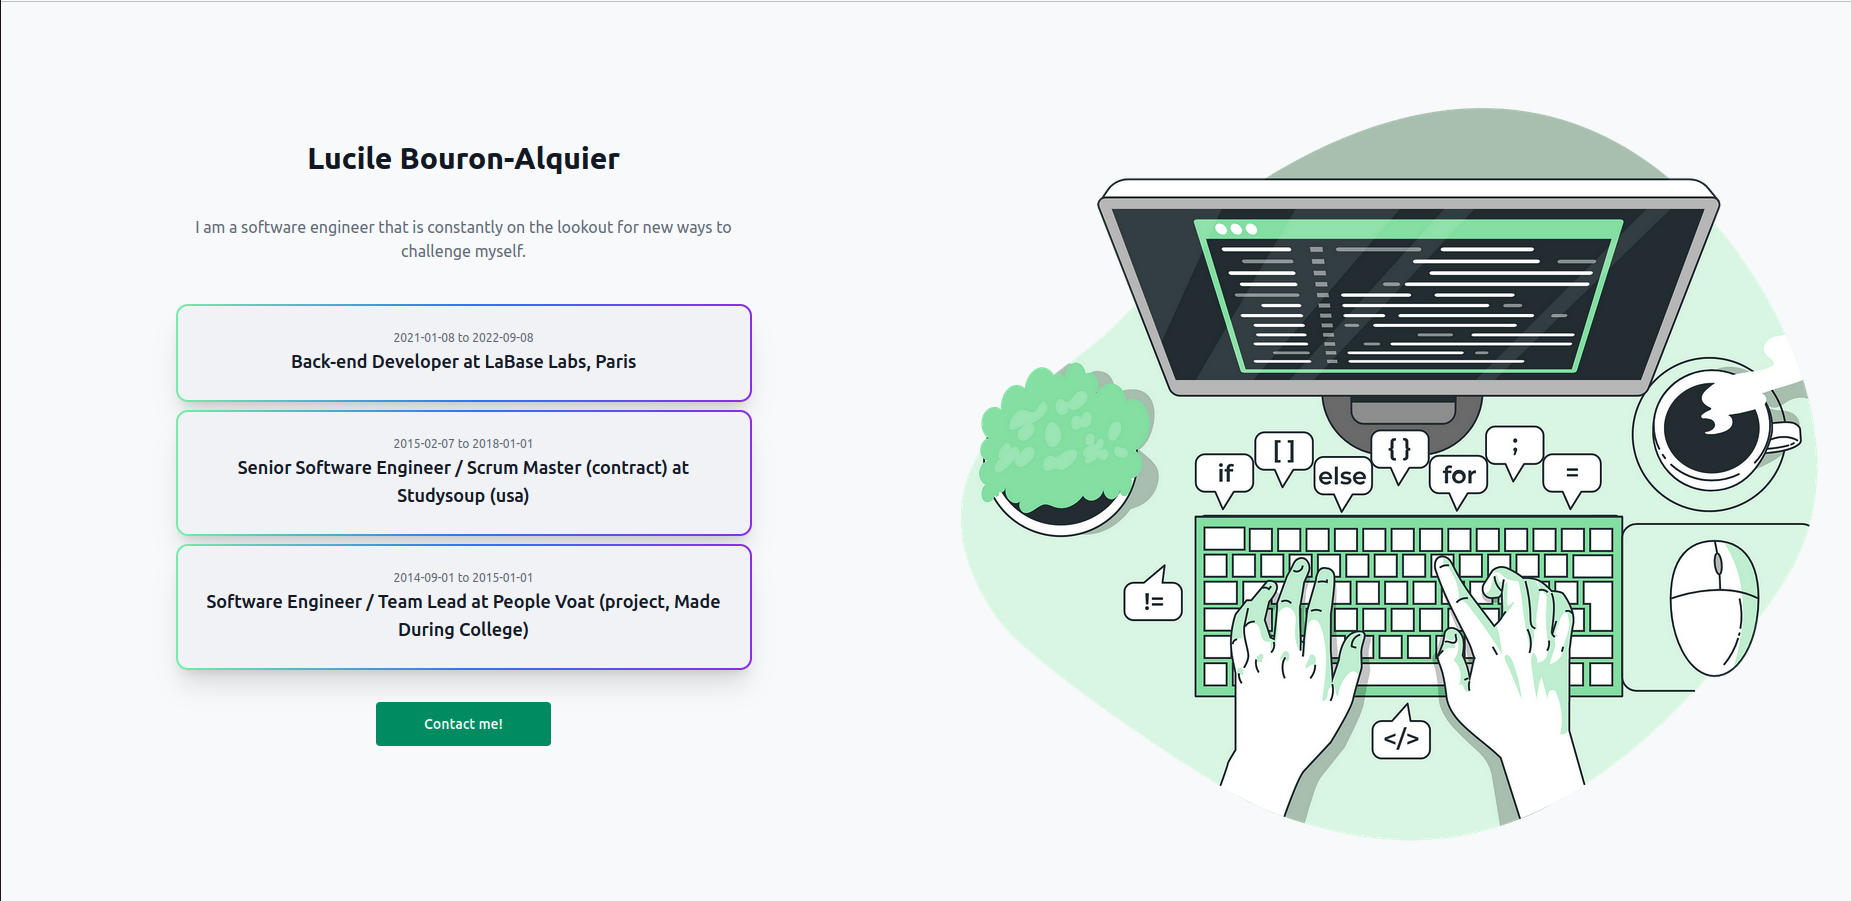 Lucile Bouron-Alquier
I am a software engineer that is constantly on the lookout for new ways to
challenge myself.
2021-01-08 to 2022-09-08
Back-end Developer at LaBase Labs, Paris
2015-02-07 to 2018-01-01
Senior Software Engineer / Scrum Master (contract) at
Studysoup (usa)
2014-09-01 to 2015-01-01
Software Engineer / Team Lead at People Voat (project, Made
During College)
Contact me!
if
[ ]
else
{ }
for
;
=
!=
</>